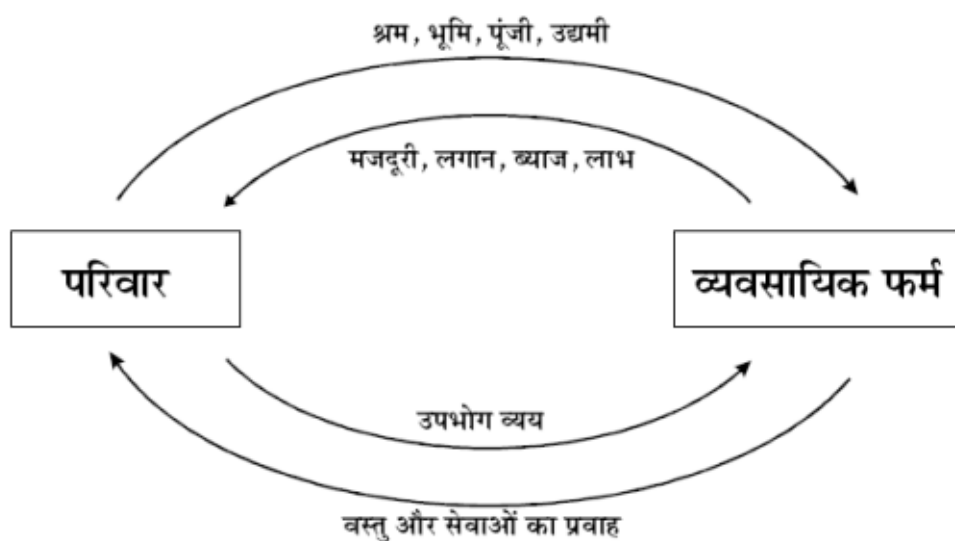 श्रम, भूमि, पूंजी, उद्यमी
मजदूरी, लगान, ब्याज, लाभ
परिवार
व्यवसायिक फर्म
उपभोग व्यय
वस्तु और सेवाओं का प्रवाह